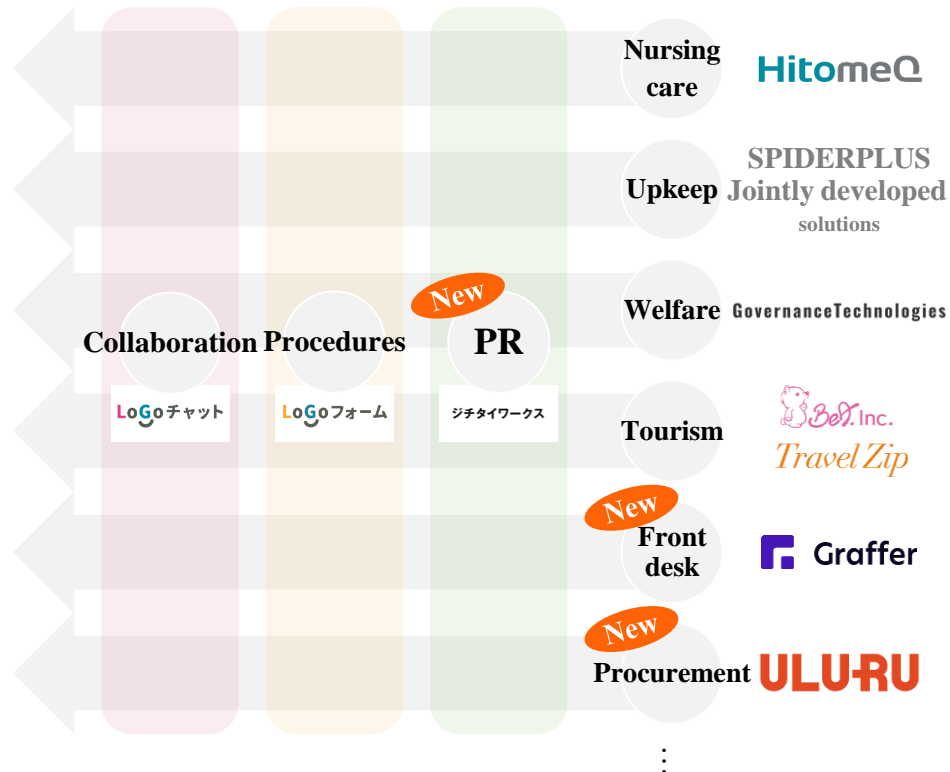 Nursing
care
HitomeQ
Upkeep
SPIDERPLUS
Jointly developed
solutions
Welfare
GovernanceTechnologies
Collaboration
LoGoチャット
Procedures
LoGoフォーム
New
PR
ジチタイワークス
Tourism
BeA. Inc.
Travel Zip
New
Front
desk
Graffer
New
Procurement
ULURU
⋮